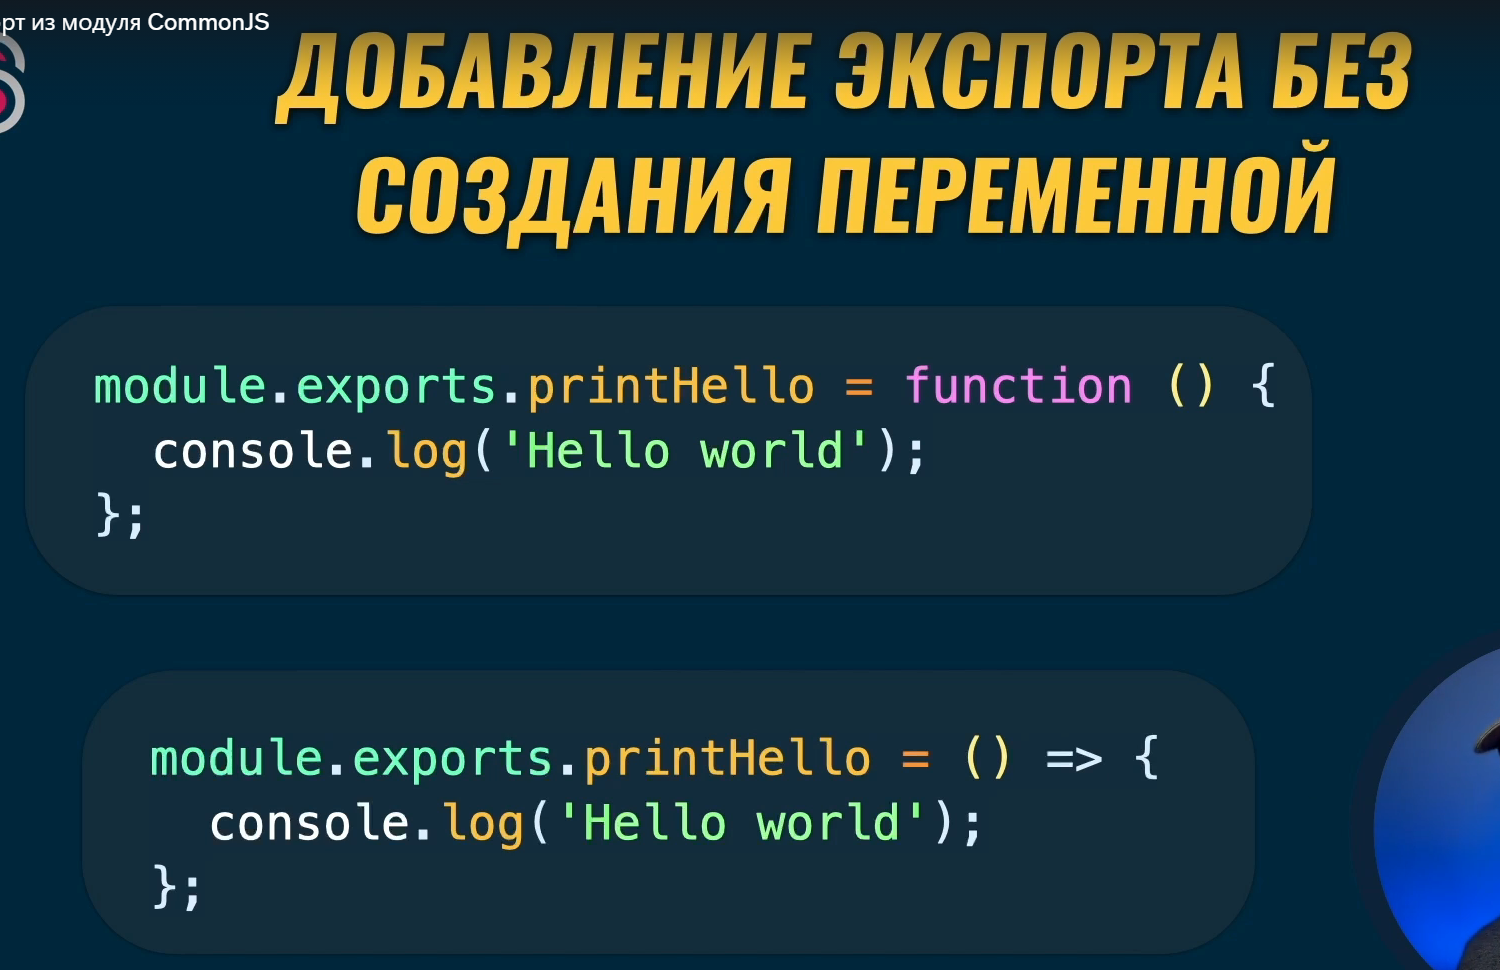 из модуля CommonJS
ДОБАВЛЕНИЕ ЭКСПОРТА БЕЗ
СОЗДАНИЯ ПЕРЕМЕННОЙ
module.exports.printHello = function () {
  console.log('Hello world');
};
module.exports.printHello = () => {
  console.log('Hello world');
};